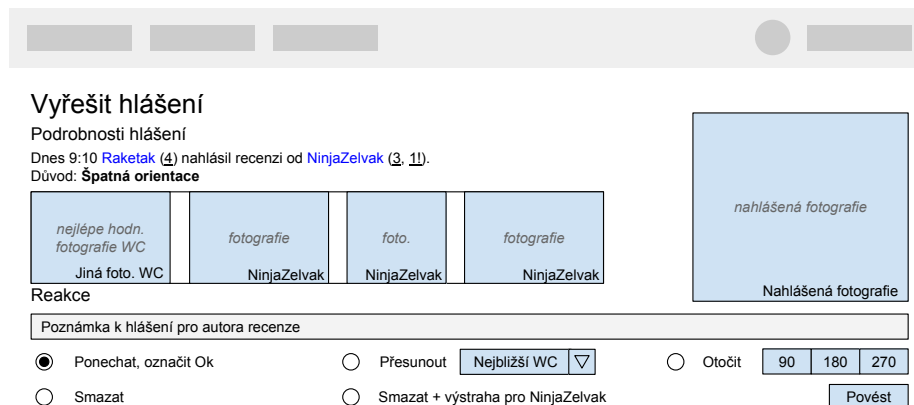 Vyřešit hlášení
Podrobnosti hlášení
Dnes 9:10 Raketak (4) nahlásil recenzi od NinjaZelvak (3, 1!).
Důvod: Špatná orientace
nejlépe hodn.
fotografie WC
Jiná foto. WC
fotografie
NinjaZelvak
foto.
NinjaZelvak
fotografie
NinjaZelvak
nahlášená fotografie
Nahlášená fotografie
Reakce
Poznámka k hlášení pro autora recenze
Ponechat, označit Ok
Přesunout Nejbližší WC
Otočit 90 180 270
Smazat
Smazat + výstraha pro NinjaZelvak
Povést